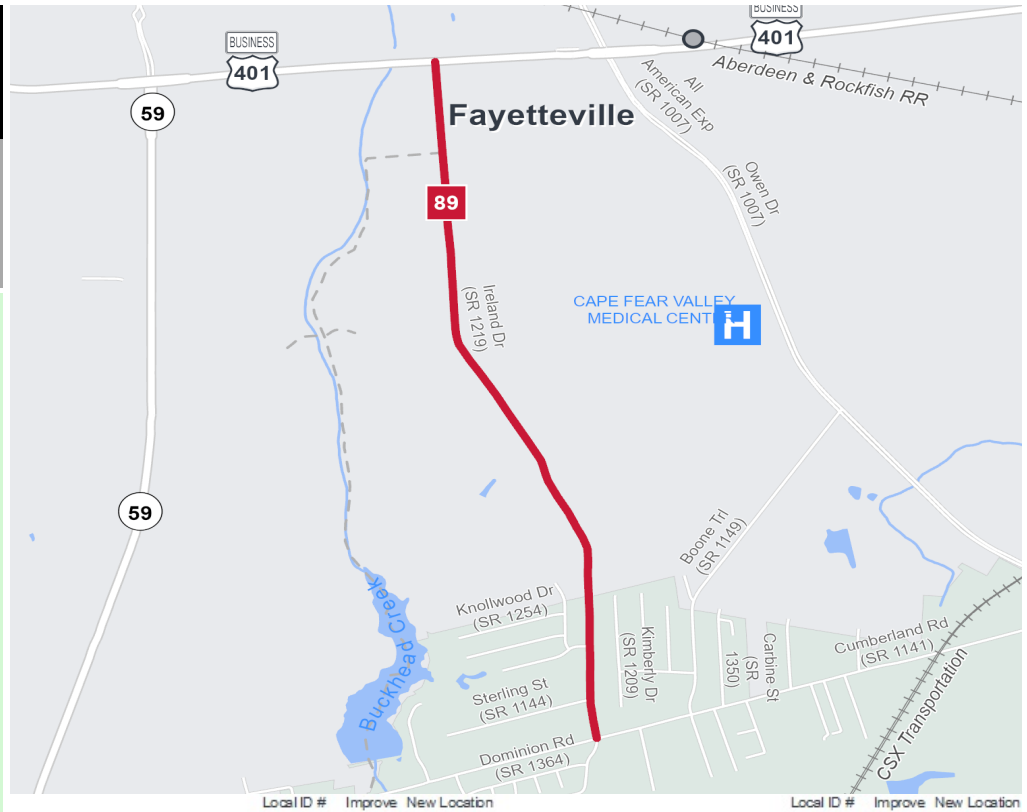 BUSINESS
401
BUSINESS
401
Aberdeen & Rockfish RR
59
All
American Exp
(SR 1007)
Fayetteville
Owen Dr
(SR 1007)
89
Ireland Dr
(SR 1219)
CAPE FEAR VALLEY
MEDICAL CENTER
H
59
Boone Trl
(SR 1149)
Knollwood Dr
(SR 1254)
Buckhead Creek
Kimberly Dr
(SR 1209)
Carbine St
(SR
1350)
Cumberland Rd
(SR 1141)
Sterling St
(SR 1144)
CSX Transportation
Dominion Rd
(SR 1364)
Local ID # Improve New Location
Local ID # Improve New Location